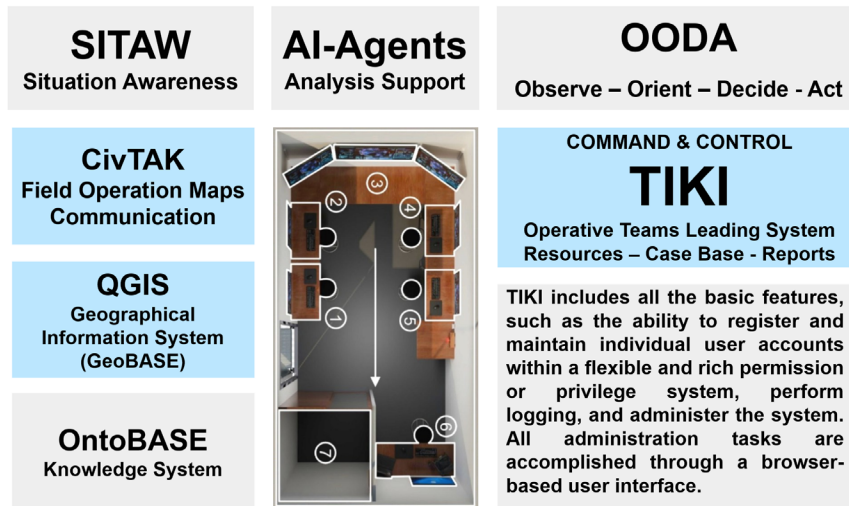 SITAW
Situation Awareness
AI-Agents
Analysis Support
OODA
Observe – Orient – Decide - Act
CivTAK
Field Operation Maps
Communication
QGIS
Geographical
Information System
(GeoBASE)
OntoBASE
Knowledge System
3
2
4
1
5
6
7
COMMAND & CONTROL
TIKI
Operative Teams Leading System
Resources – Case Base - Reports
TIKI includes all the basic features,
such as the ability to register and
maintain individual user accounts
within a flexible and rich permission
or privilege system, perform
logging, and administer the system.
All administration tasks are
accomplished through a browser-
based user interface.